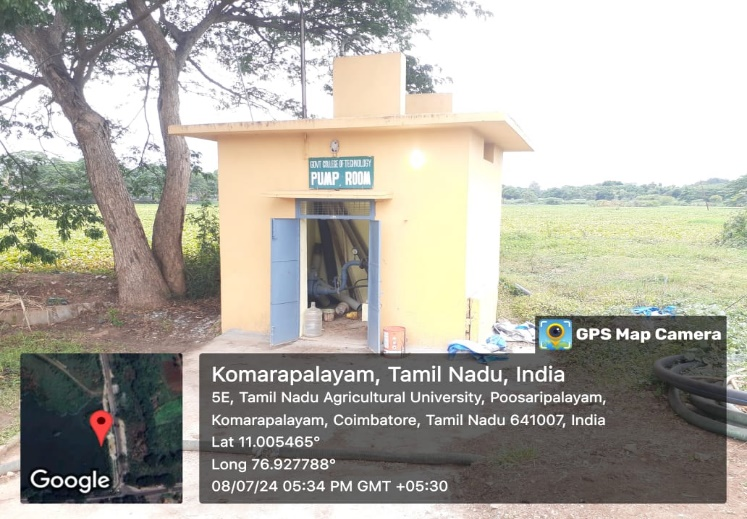 GOVT COLLEGE OF TECHNOLOGY
PUMP ROOM
GPS Map Camera
Komarapalayam, Tamil Nadu, India
5E, Tamil Nadu Agricultural University, Poosaripalayam,
Komarapalayam, Coimbatore, Tamil Nadu 641007, India
Lat 11.005465°
Long 76.927788°
08/07/24 05:34 PM GMT +05:30
Google